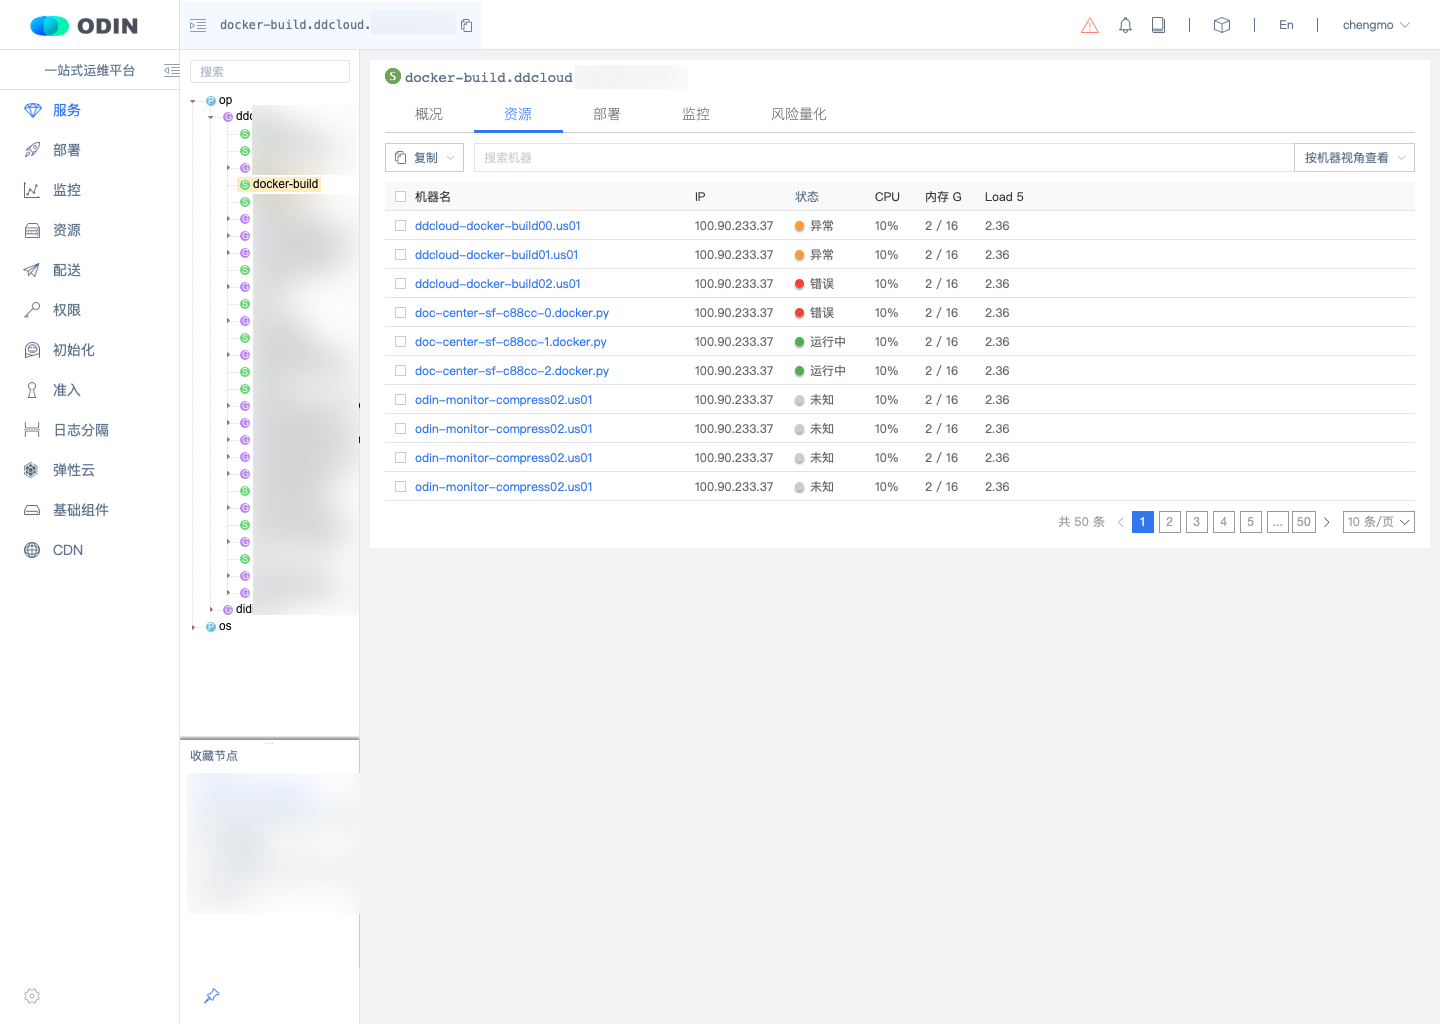 ODIN
docker-build.ddcloud.
En
chengmo
一站式运维平台
服务
部署
监控
资源
配送
权限
初始化
准入
日志分隔
弹性云
基础组件
CDN
搜索
P op
G ddc
S
S
G
S docker-build
S
G
G
G
S
G
S
G
S
G
S
S
G
G
G
G
G
S
G
S
G
S
G
G
G didi
P os
收藏节点
S docker-build.ddcloud
概况 资源 部署 监控 风险量化
复制 搜索机器 按机器视角查看
机器名 IP 状态 CPU 内存 G Load 5
ddcloud-docker-build00.us01 100.90.233.37 异常 10% 2 / 16 2.36
ddcloud-docker-build01.us01 100.90.233.37 异常 10% 2 / 16 2.36
ddcloud-docker-build02.us01 100.90.233.37 错误 10% 2 / 16 2.36
doc-center-sf-c88cc-0.docker.py 100.90.233.37 错误 10% 2 / 16 2.36
doc-center-sf-c88cc-1.docker.py 100.90.233.37 运行中 10% 2 / 16 2.36
doc-center-sf-c88cc-2.docker.py 100.90.233.37 运行中 10% 2 / 16 2.36
odin-monitor-compress02.us01 100.90.233.37 未知 10% 2 / 16 2.36
odin-monitor-compress02.us01 100.90.233.37 未知 10% 2 / 16 2.36
odin-monitor-compress02.us01 100.90.233.37 未知 10% 2 / 16 2.36
odin-monitor-compress02.us01 100.90.233.37 未知 10% 2 / 16 2.36
共 50 条 1 2 3 4 5 ... 50 10 条/页